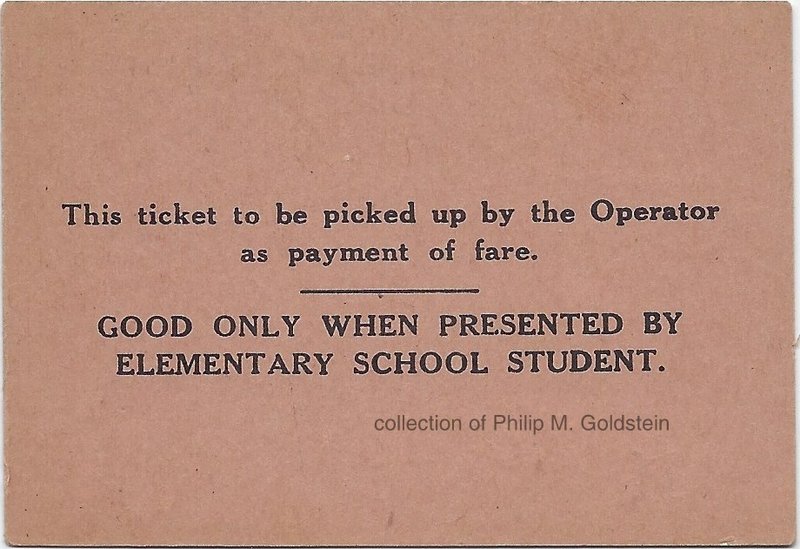 This ticket to be picked up by the Operator
as payment of fare.
GOOD ONLY WHEN PRESENTED BY
ELEMENTARY SCHOOL STUDENT.
collection of Philip M. Goldstein